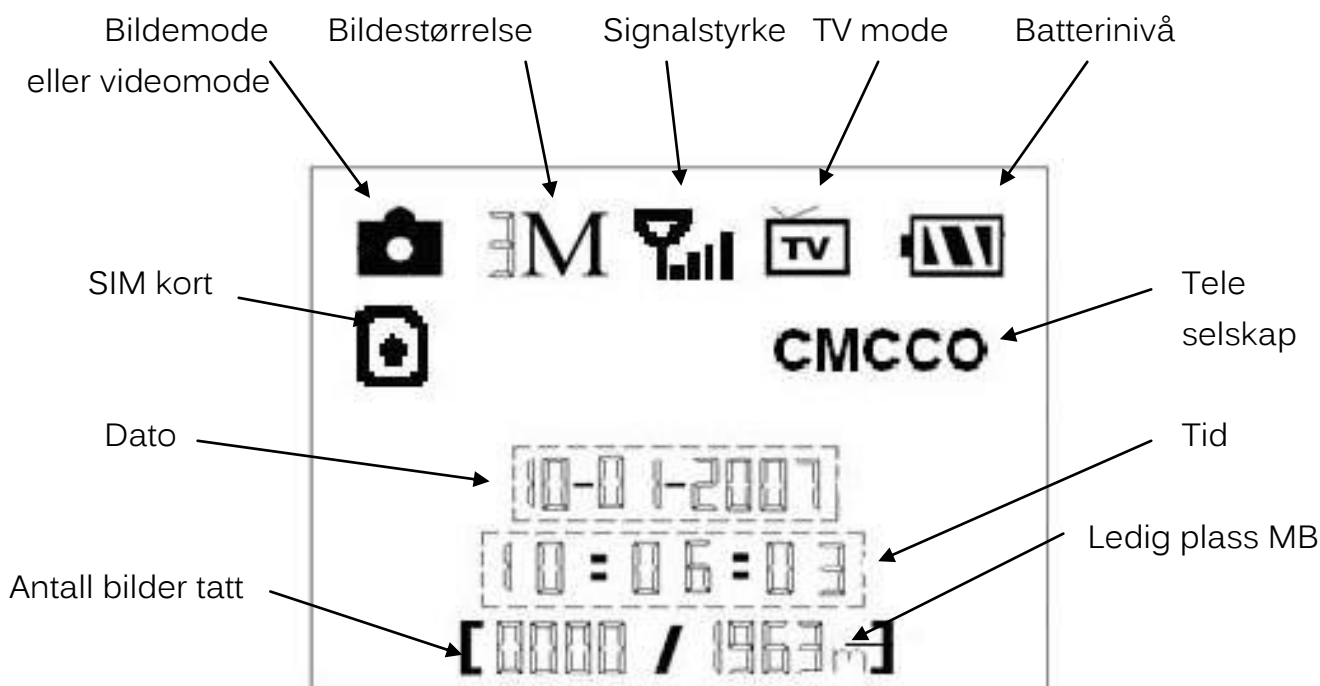 Bildemode
eller videomode
Bildestørrelse
Signalstyrke
TV mode
Batterinivå
3M
TV
SIM kort
CMCCO
Tele
selskap
Dato
10-01-2007
Tid
10:06:03
Ledig plass MB
Antall bilder tatt
[0000/1963m]